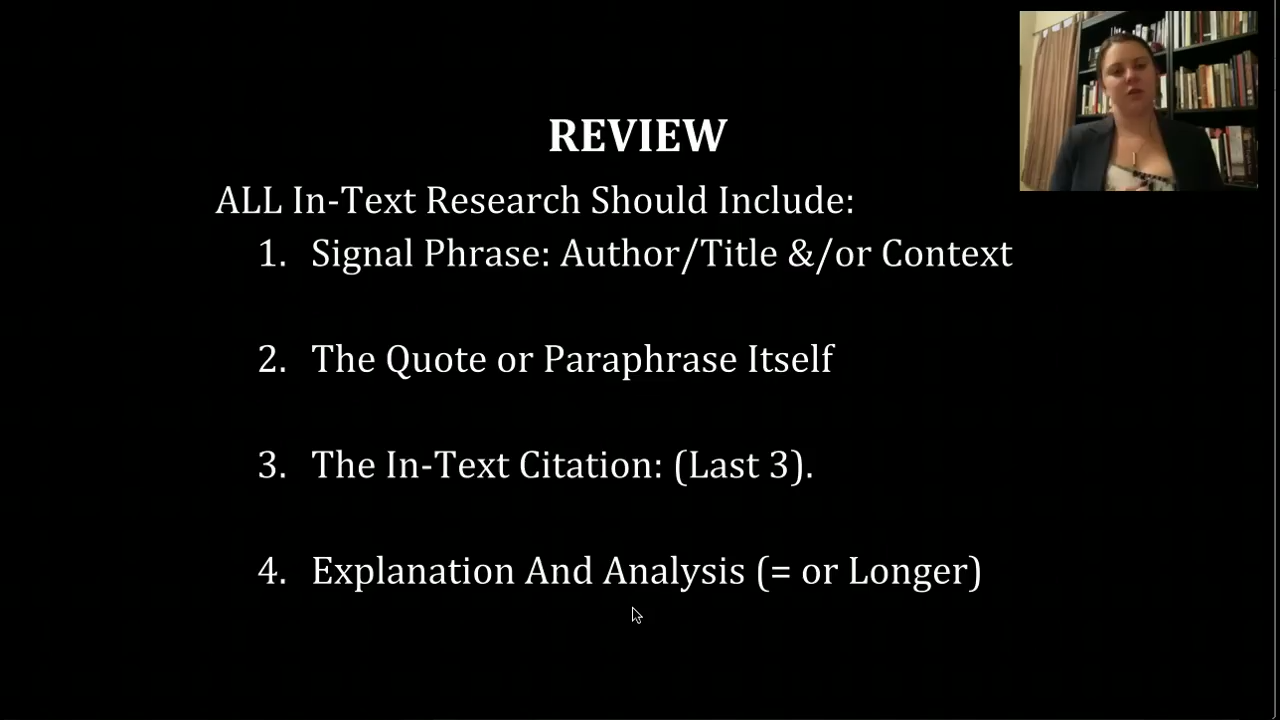 REVIEW
ALL In-Text Research Should Include:
1. Signal Phrase: Author/Title &/or Context
2. The Quote or Paraphrase Itself
3. The In-Text Citation: (Last 3).
4. Explanation And Analysis (= or Longer)